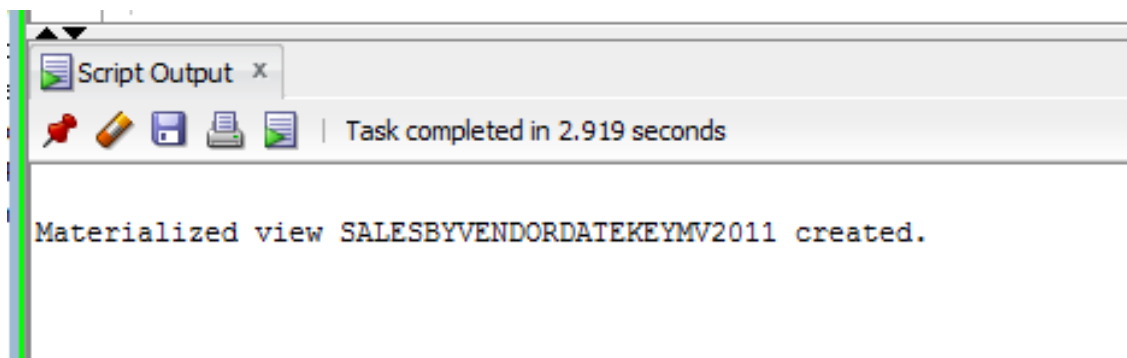 Script Output x
Task completed in 2.919 seconds
Materialized view SALESBYVENDORDATEKEYMV2011 created.